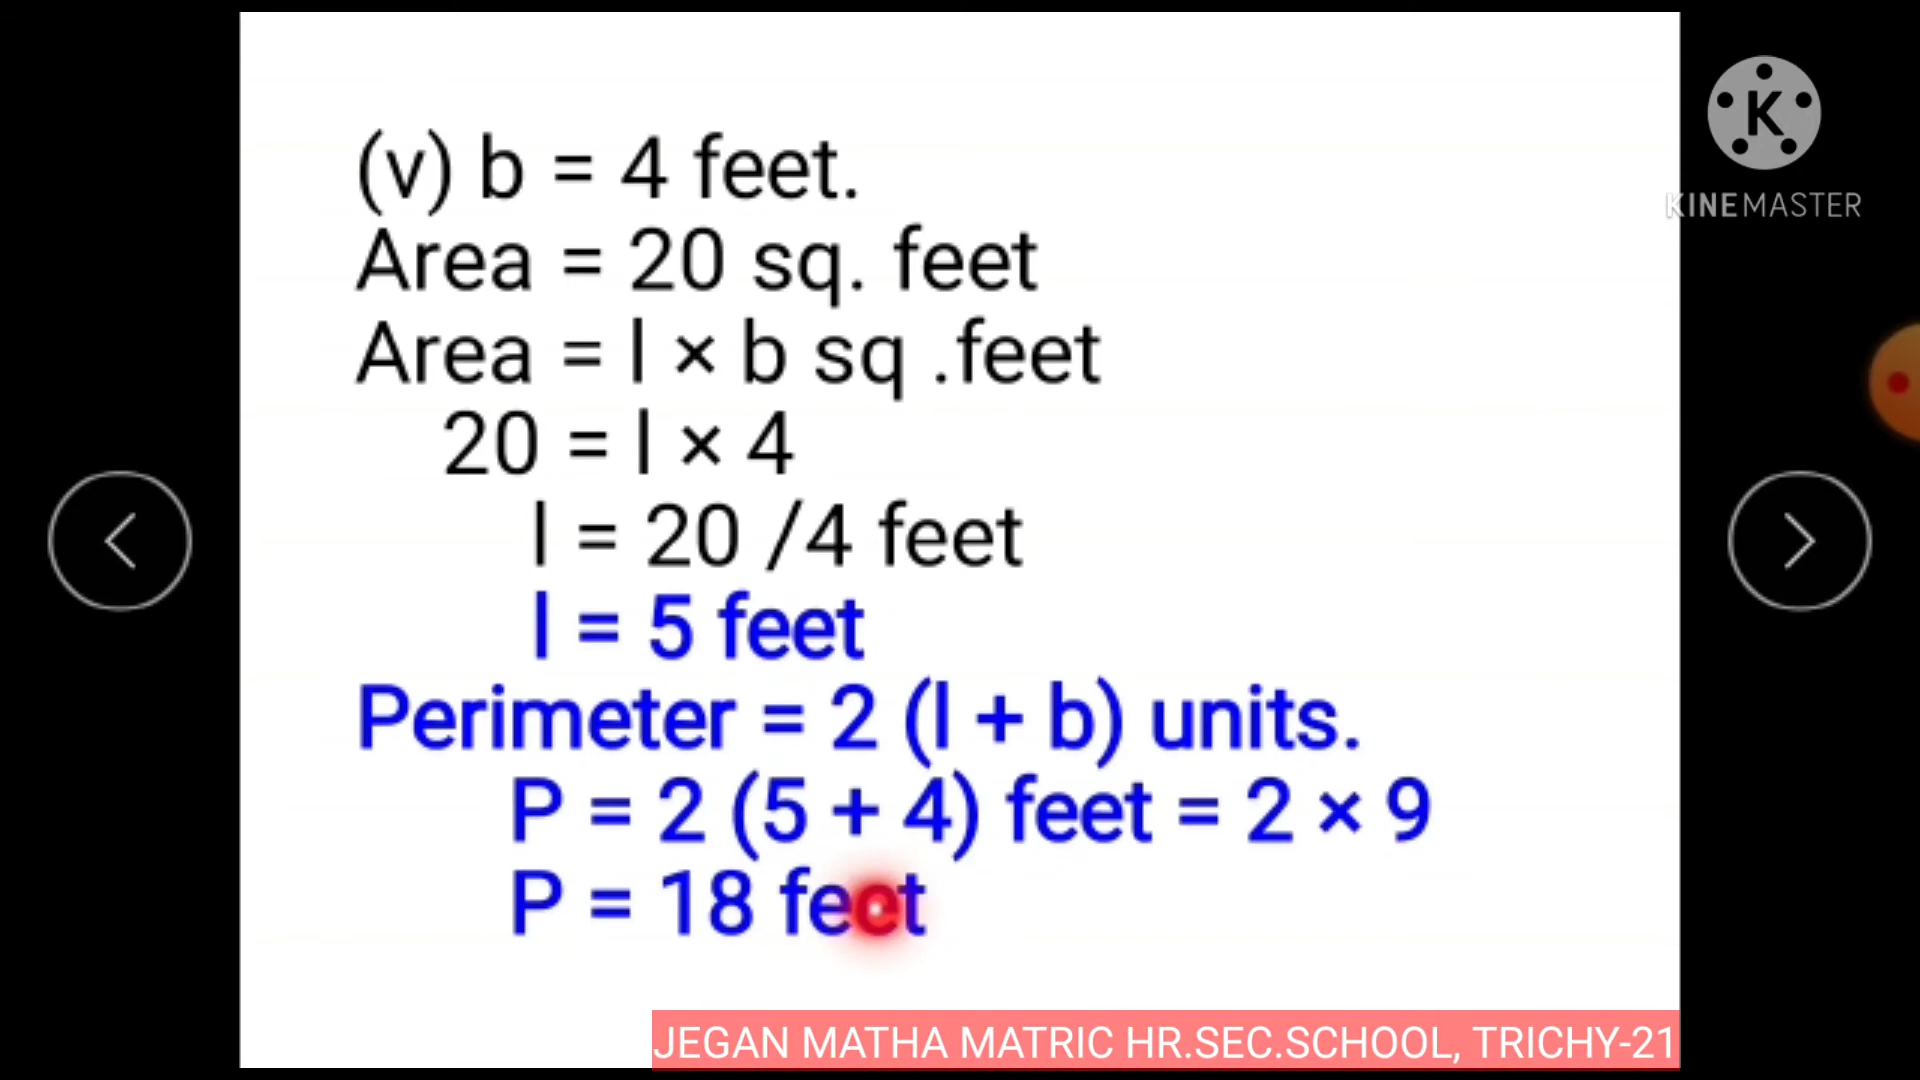 (v) b = 4 feet.
Area = 20 sq. feet
Area = l × b sq .feet
20 = l × 4
l = 20 /4 feet
l = 5 feet
Perimeter = 2 (l + b) units.
P = 2 (5 + 4) feet = 2 × 9
P = 18 feet
K
KINEMASTER
JEGAN MATHA MATRIC HR.SEC.SCHOOL, TRICHY-21